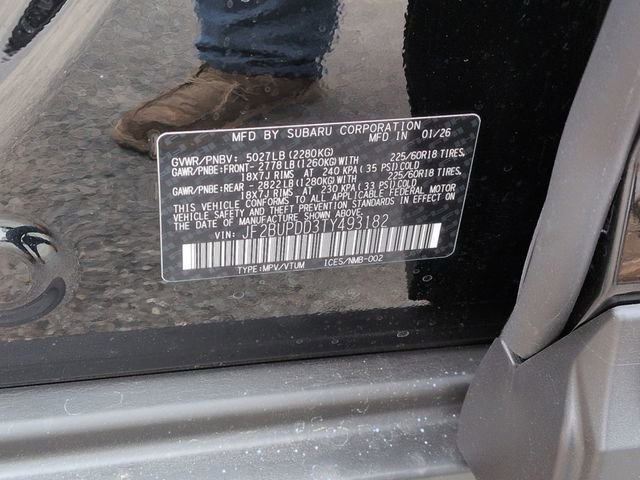 MFD BY SUBARU CORPORATION
MFD IN 01/26
GVWR/PNBV: 5027LB(2280KG)
GAWR/PNBE:FRONT- 2778LB(1260KG)WITH 225/60R18 TIRES,
18X7J RIMS AT 240 KPA(35 PSI)COLD
GAWR/PNBE:REAR - 2822LB(1280KG)WITH 225/60R18 TIRES,
18X7J RIMS AT 230 KPA(33 PSI)COLD
THIS VEHICLE CONFORMS TO ALL APPLICABLE FEDERAL MOTOR
VEHICLE SAFETY STANDARDS IN EFFECT ON
THE DATE OF MANUFACTURE SHOWN ABOVE.
VIN: JF2BUPDD3TY493182
TYPE:MPV/VTUM ICES/NMB-002